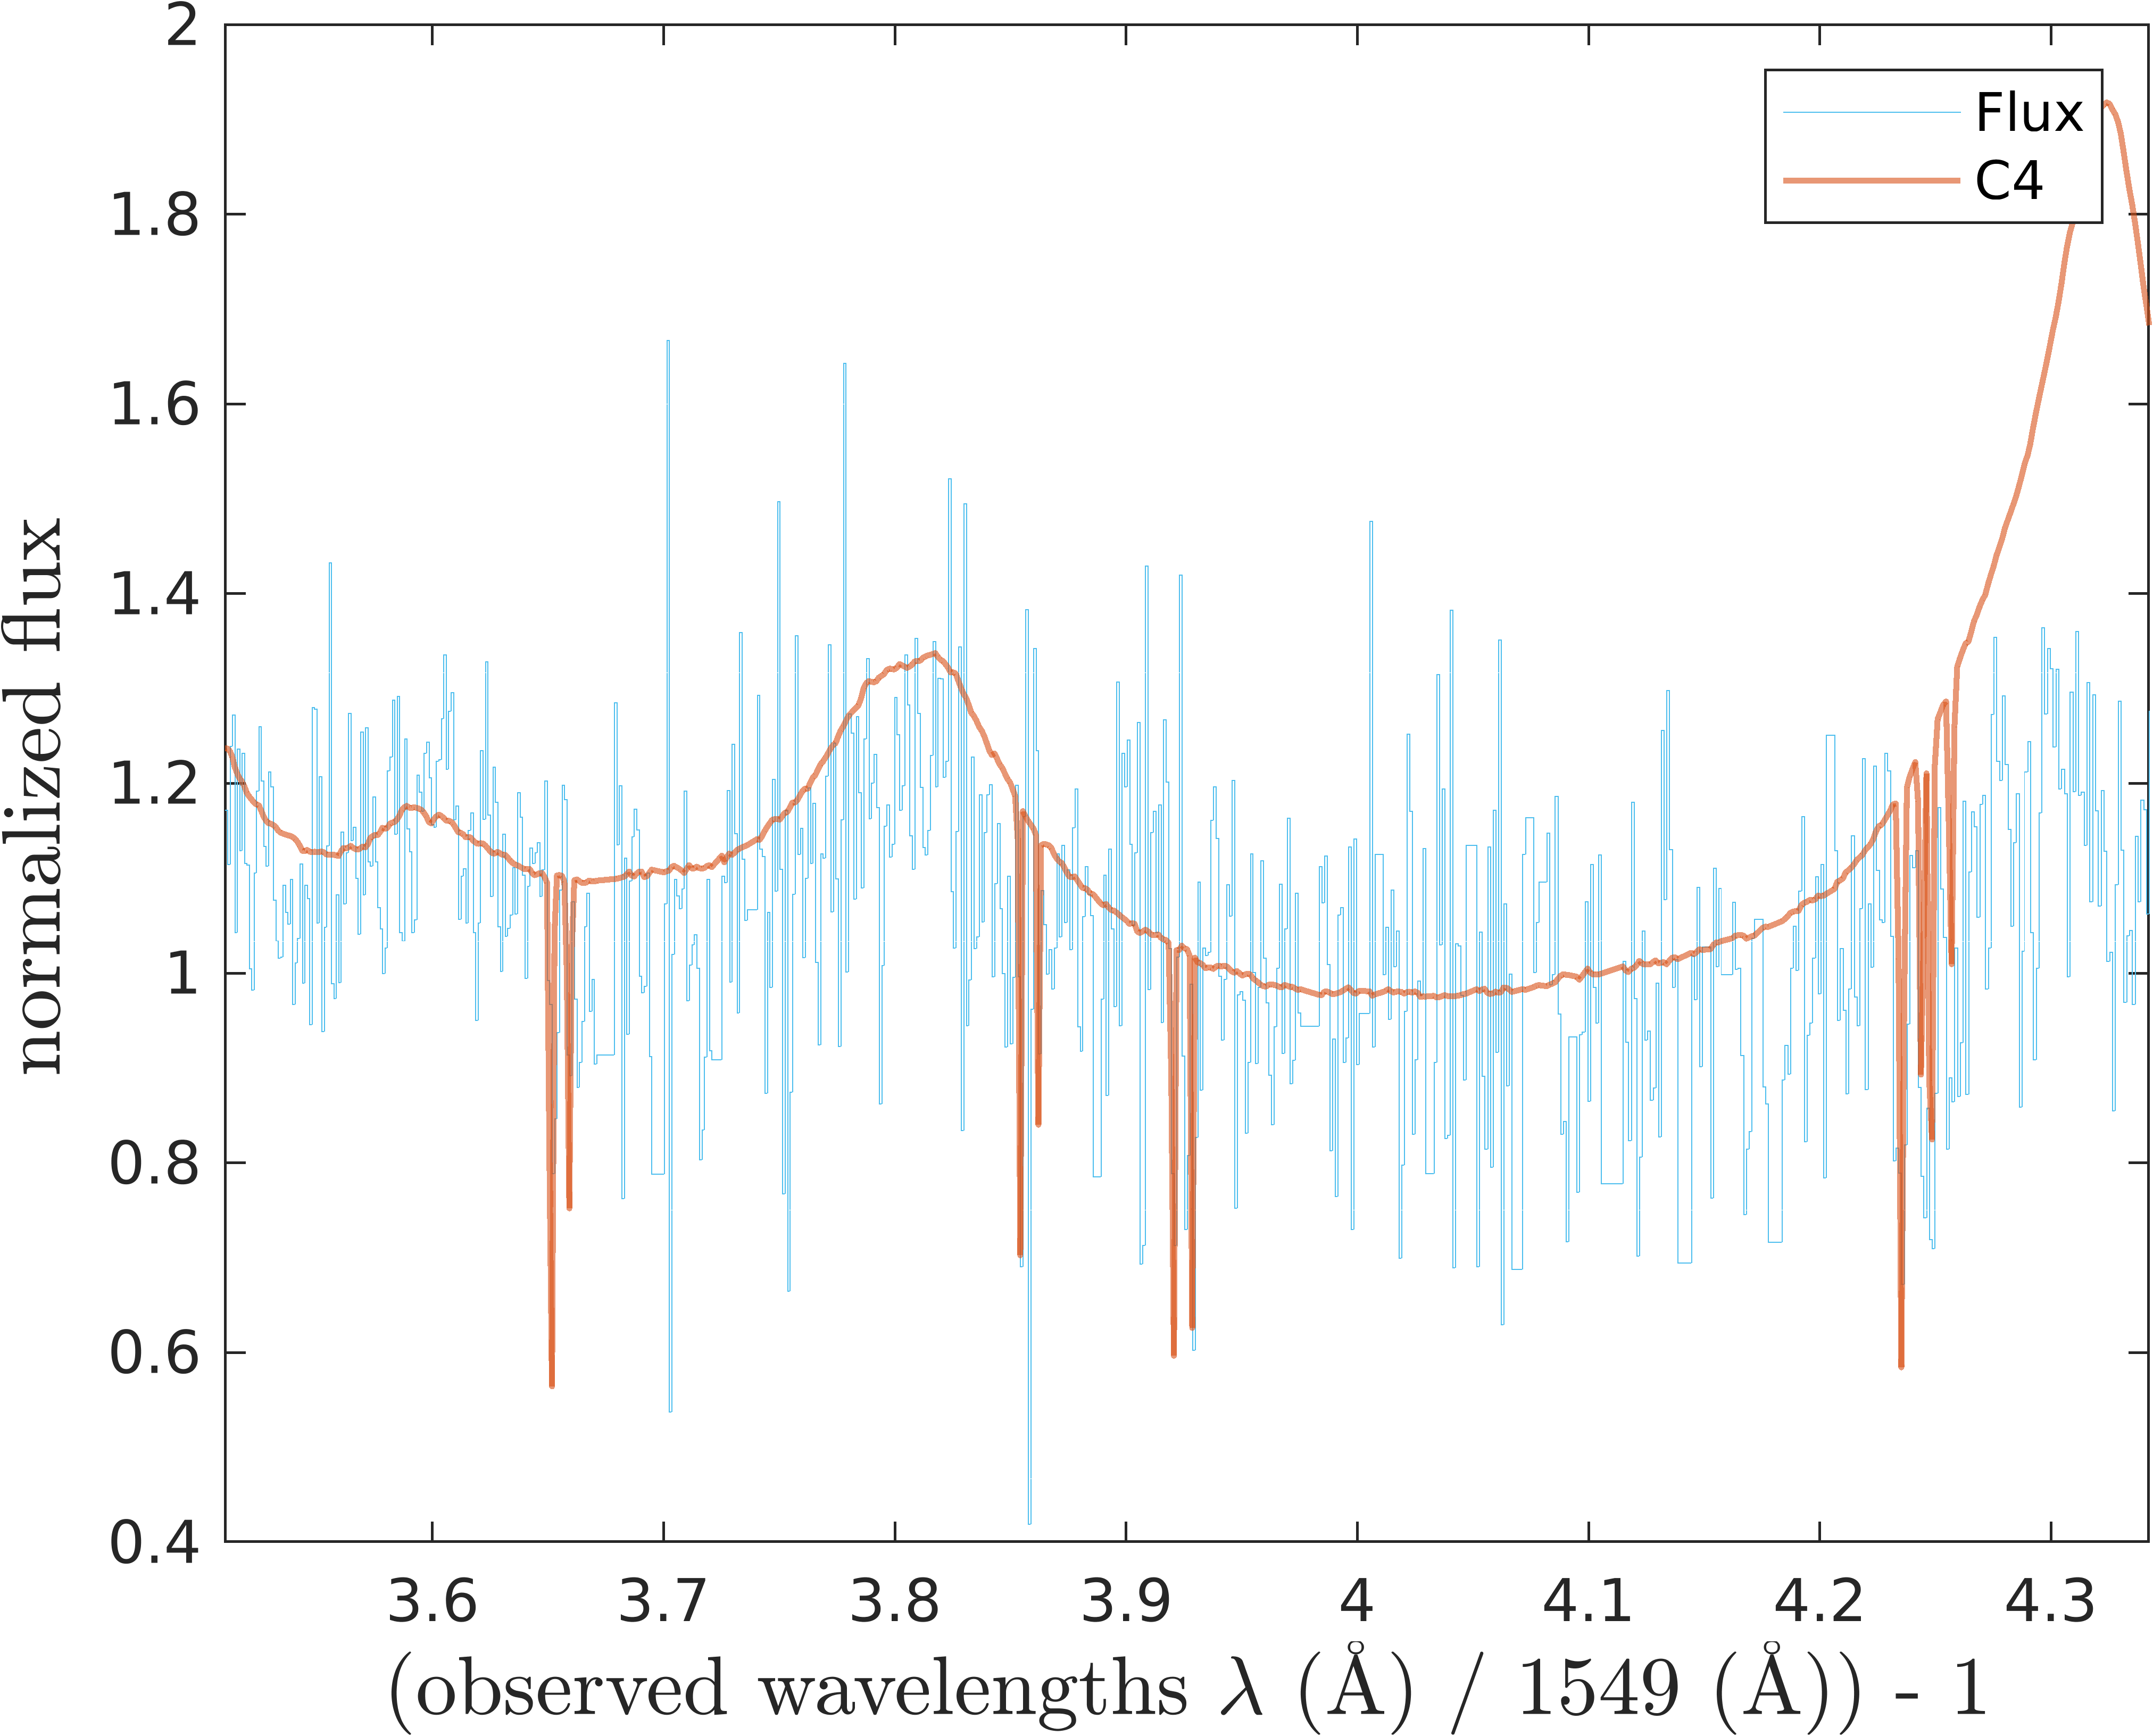 2
1.8
1.6
1.4
1.2
1
0.8
0.6
0.4
normalized flux
Flux
C4
3.6 3.7 3.8 3.9 4 4.1 4.2 4.3
(observed wavelengths λ (Å) / 1549 (Å)) - 1